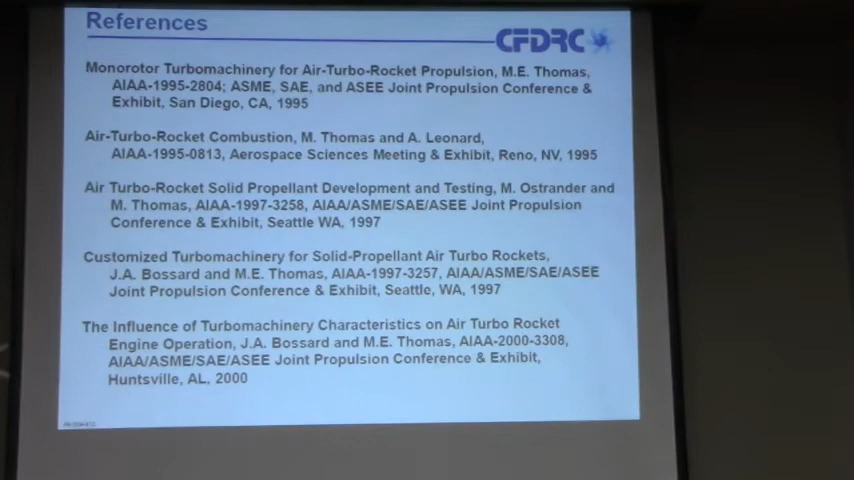 References
CFDRC
Monorotor Turbomachinery for Air-Turbo-Rocket Propulsion, M.E. Thomas,
AIAA-1995-2804; ASME, SAE, and ASEE Joint Propulsion Conference &
Exhibit, San Diego, CA, 1995
Air-Turbo-Rocket Combustion, M. Thomas and A. Leonard,
AIAA-1995-0813, Aerospace Sciences Meeting & Exhibit, Reno, NV, 1995
Air Turbo-Rocket Solid Propellant Development and Testing, M. Ostrander and
M. Thomas, AIAA-1997-3258, AIAA/ASME/SAE/ASEE Joint Propulsion
Conference & Exhibit, Seattle WA, 1997
Customized Turbomachinery for Solid-Propellant Air Turbo Rockets,
J.A. Bossard and M.E. Thomas, AIAA-1997-3257, AIAA/ASME/SAE/ASEE
Joint Propulsion Conference & Exhibit, Seattle, WA, 1997
The Influence of Turbomachinery Characteristics on Air Turbo Rocket
Engine Operation, J.A. Bossard and M.E. Thomas, AIAA-2000-3308,
AIAA/ASME/SAE/ASEE Joint Propulsion Conference & Exhibit,
Huntsville, AL, 2000